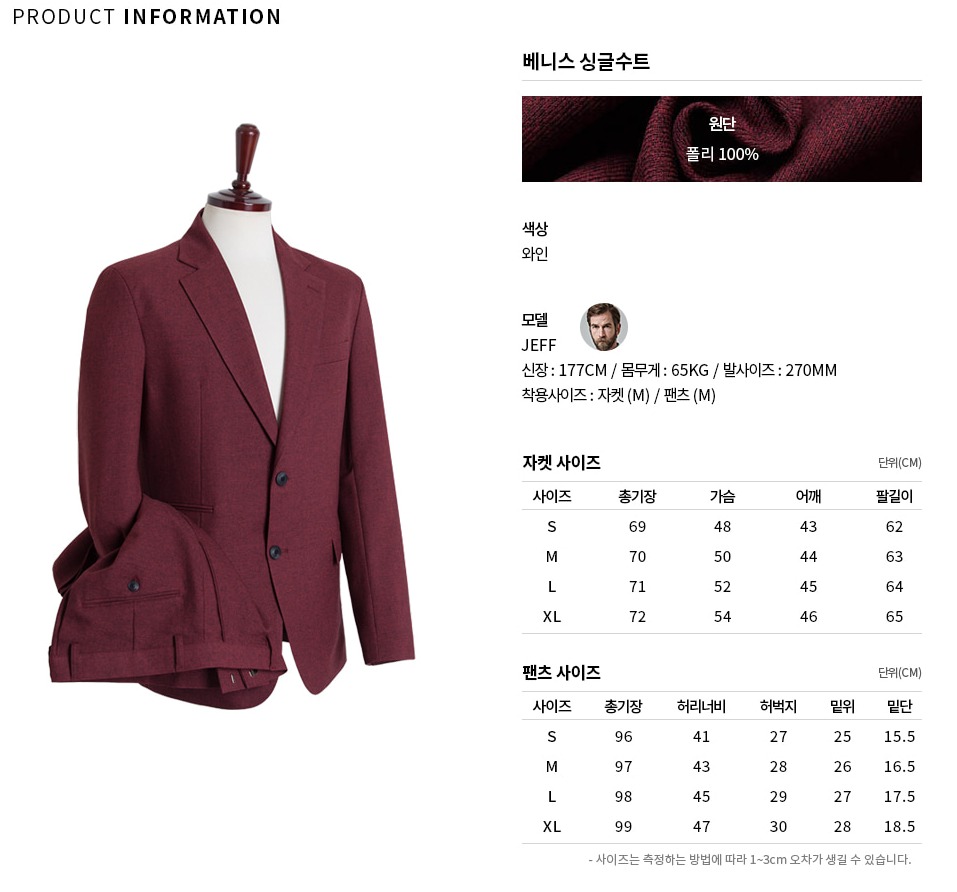 PRODUCT INFORMATION
베니스 싱글수트
원단
폴리 100%
색상
와인
모델
JEFF
신장 : 177CM / 몸무게 : 65KG / 발사이즈 : 270MM
착용사이즈 : 자켓 (M) / 팬츠 (M)
자켓 사이즈 단위(CM)
사이즈 총기장 가슴 어깨 팔길이
S 69 48 43 62
M 70 50 44 63
L 71 52 45 64
XL 72 54 46 65
팬츠 사이즈 단위(CM)
사이즈 총기장 허리너비 허벅지 밑위 밑단
S 96 41 27 25 15.5
M 97 43 28 26 16.5
L 98 45 29 27 17.5
XL 99 47 30 28 18.5
- 사이즈는 측정하는 방법에 따라 1~3cm 오차가 생길 수 있습니다.